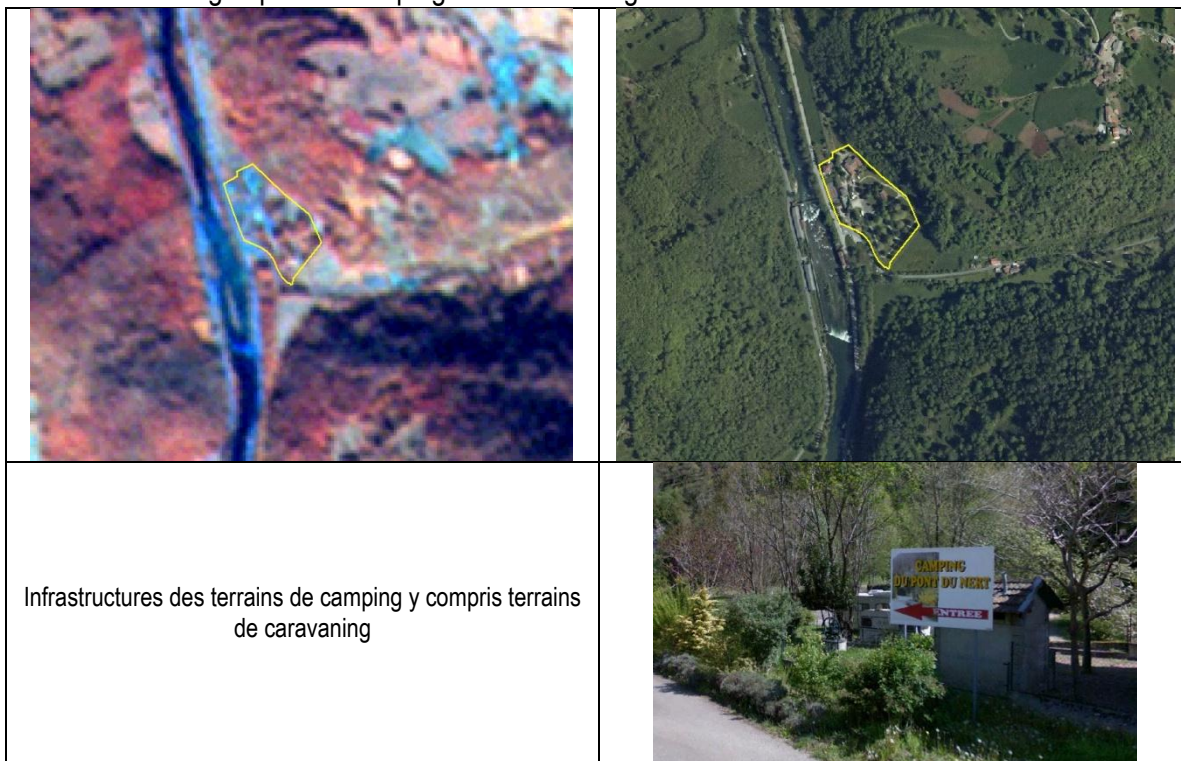 Infrastructures des terrains de camping y compris terrains
de caravaning
CAMPING
DU PONT DU NERT
ENTREE